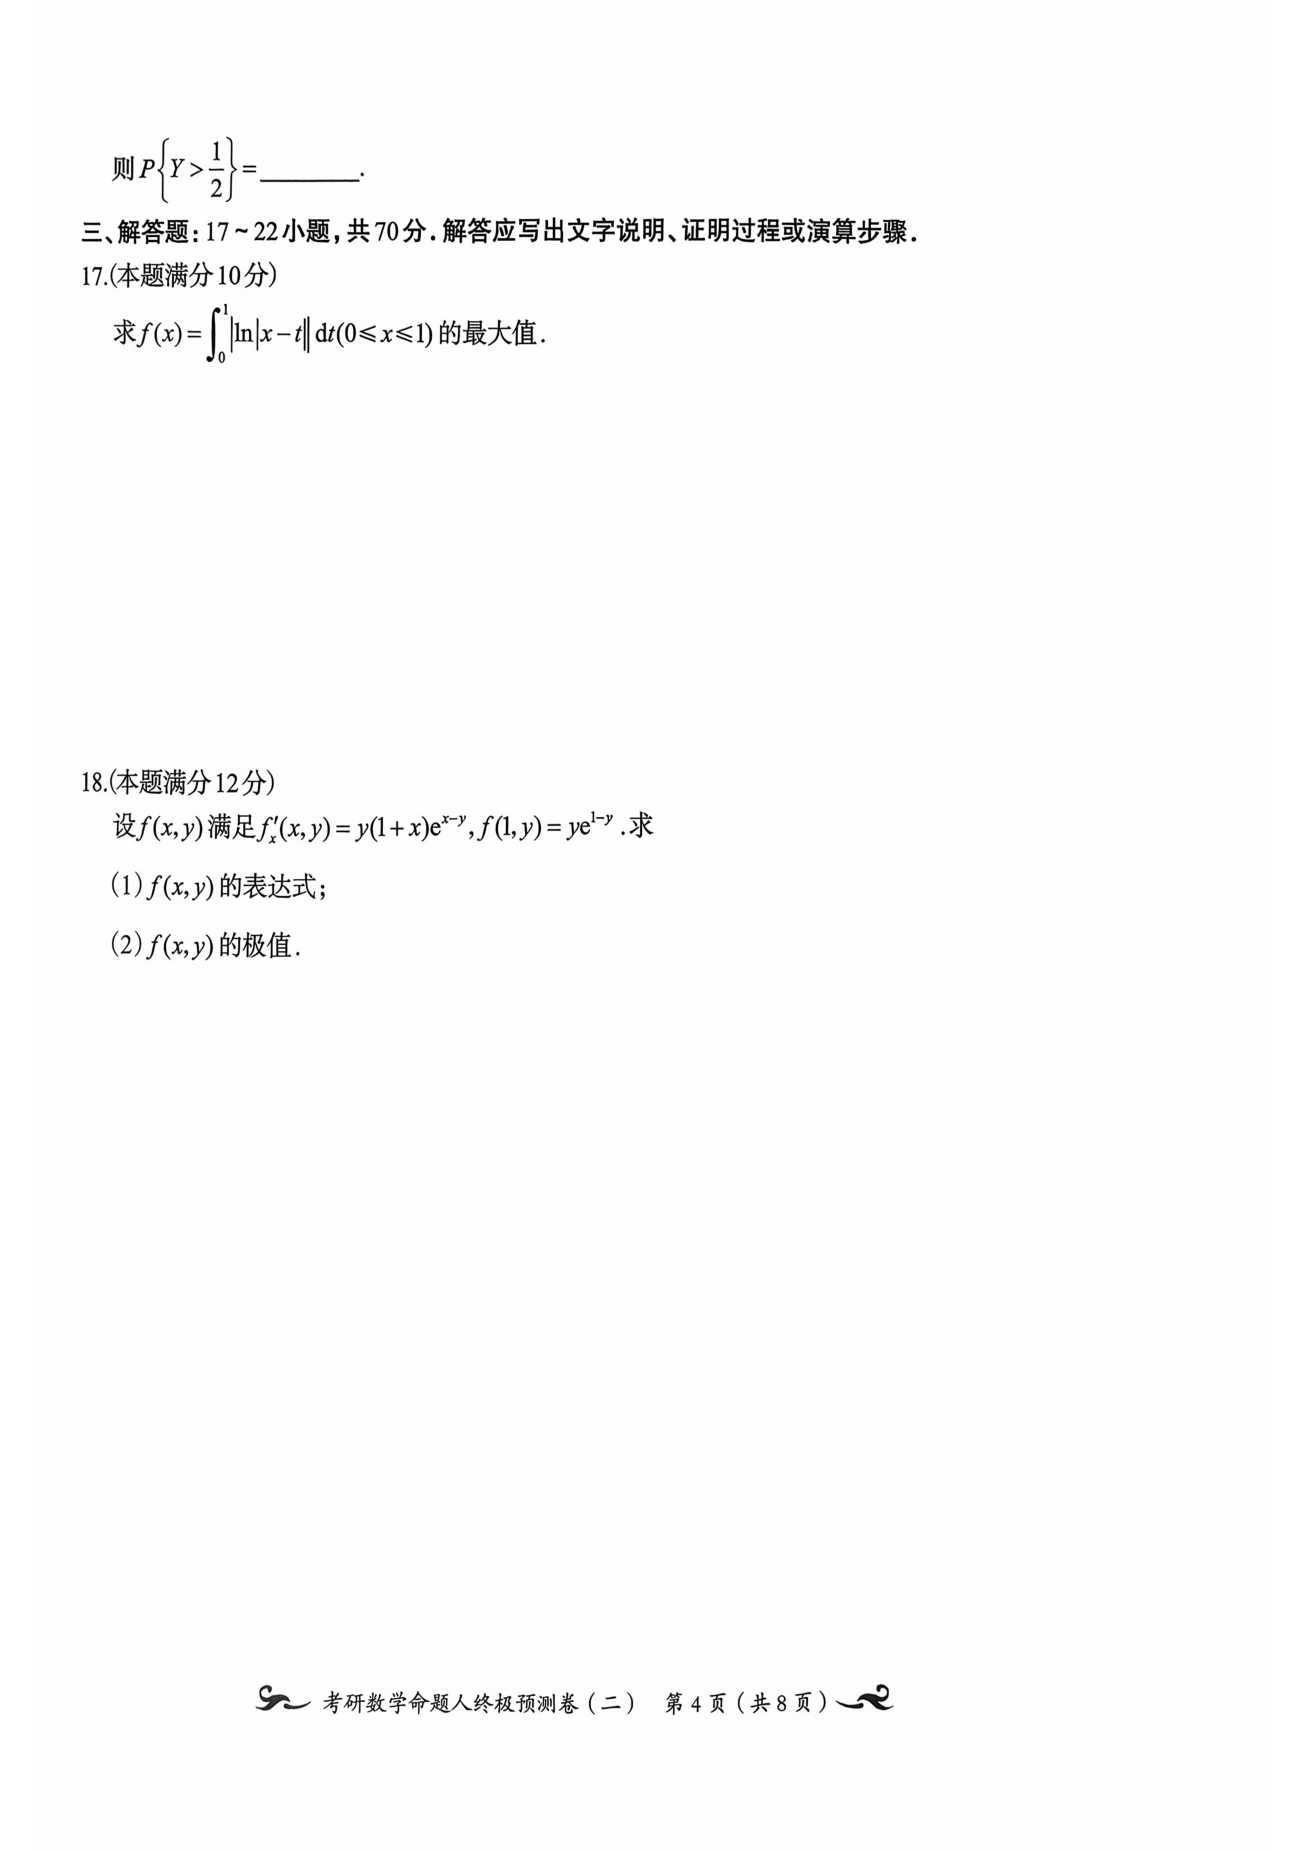 则P{Y>1/2}=________.
三、解答题:17~22小题,共70分.解答应写出文字说明、证明过程或演算步骤.
17.(本题满分10分)
求f(x)=∫₀¹|ln|x-t||dt(0⩽x⩽1)的最大值.
18.(本题满分12分)
设f(x,y)满足f′ₓ(x,y)=y(1+x)eˣ⁻ʸ,f(1,y)=ye¹⁻ʸ.求
(1)f(x,y)的表达式;
(2)f(x,y)的极值.
考研数学命题人终极预测卷(二) 第4页(共8页)